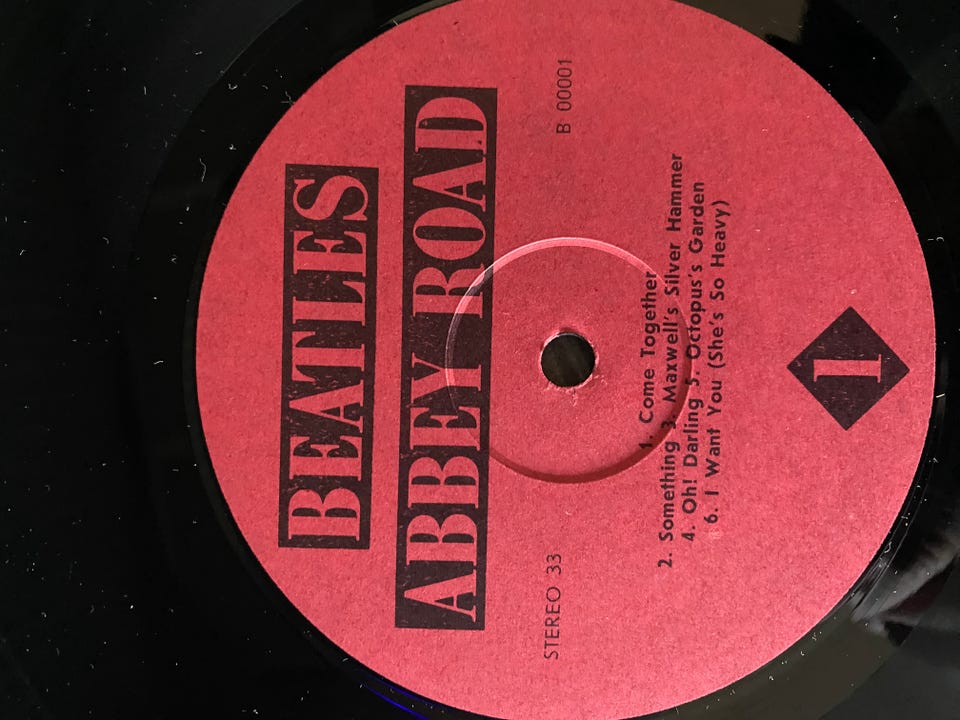 BEATLES
ABBEY ROAD
STEREO 33
B 00001
1. Come Together
2. Something 3. Maxwell's Silver Hammer
4. Oh! Darling 5. Octopus's Garden
6. I Want You (She's So Heavy)
1